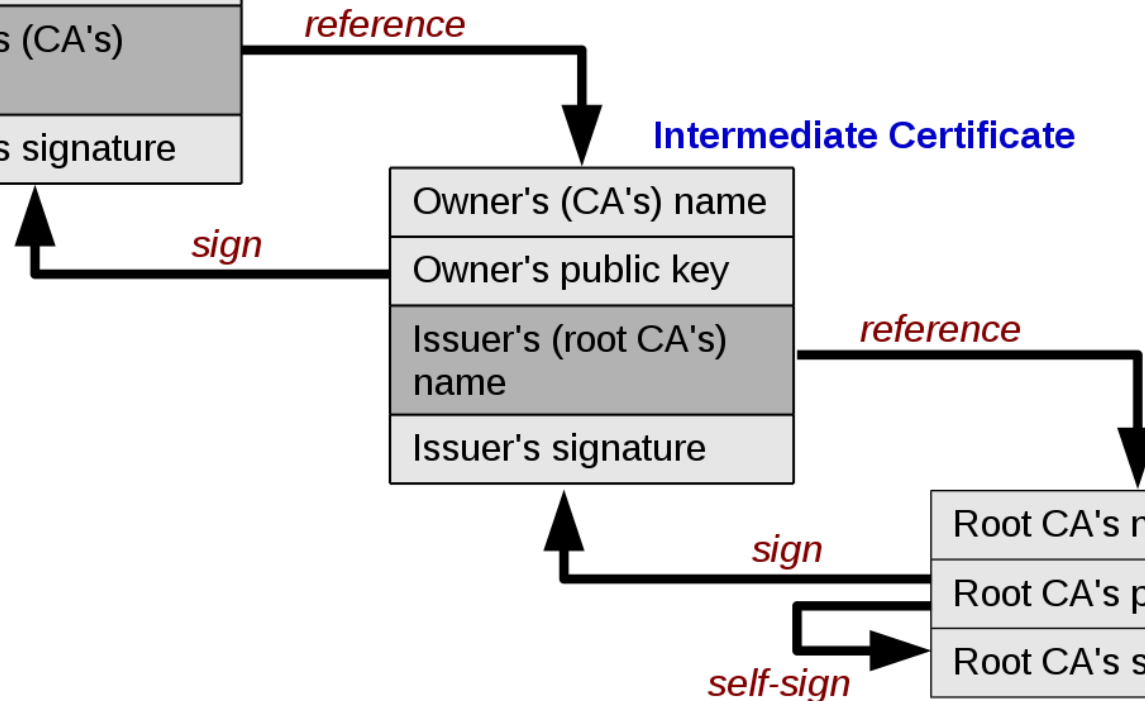 reference
(CA's)
signature
Intermediate Certificate
Owner's (CA's) name
sign
Owner's public key
Issuer's (root CA's)
name
reference
Issuer's signature
Root CA's
sign
Root CA's
Root CA's
self-sign